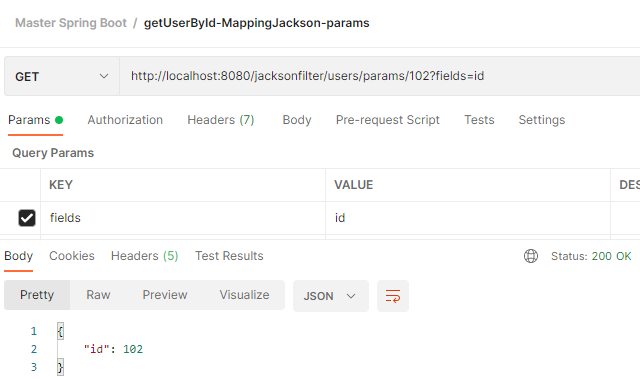 Master Spring Boot / getUserById-MappingJackson-params
GET http://localhost:8080/jacksonfilter/users/params/102?fields=id
Params Authorization Headers (7) Body Pre-request Script Tests Settings
Query Params
KEY VALUE DES
fields id
Body Cookies Headers (5) Test Results Status: 200 OK
Pretty Raw Preview Visualize JSON
1 {
2 "id": 102
3 }